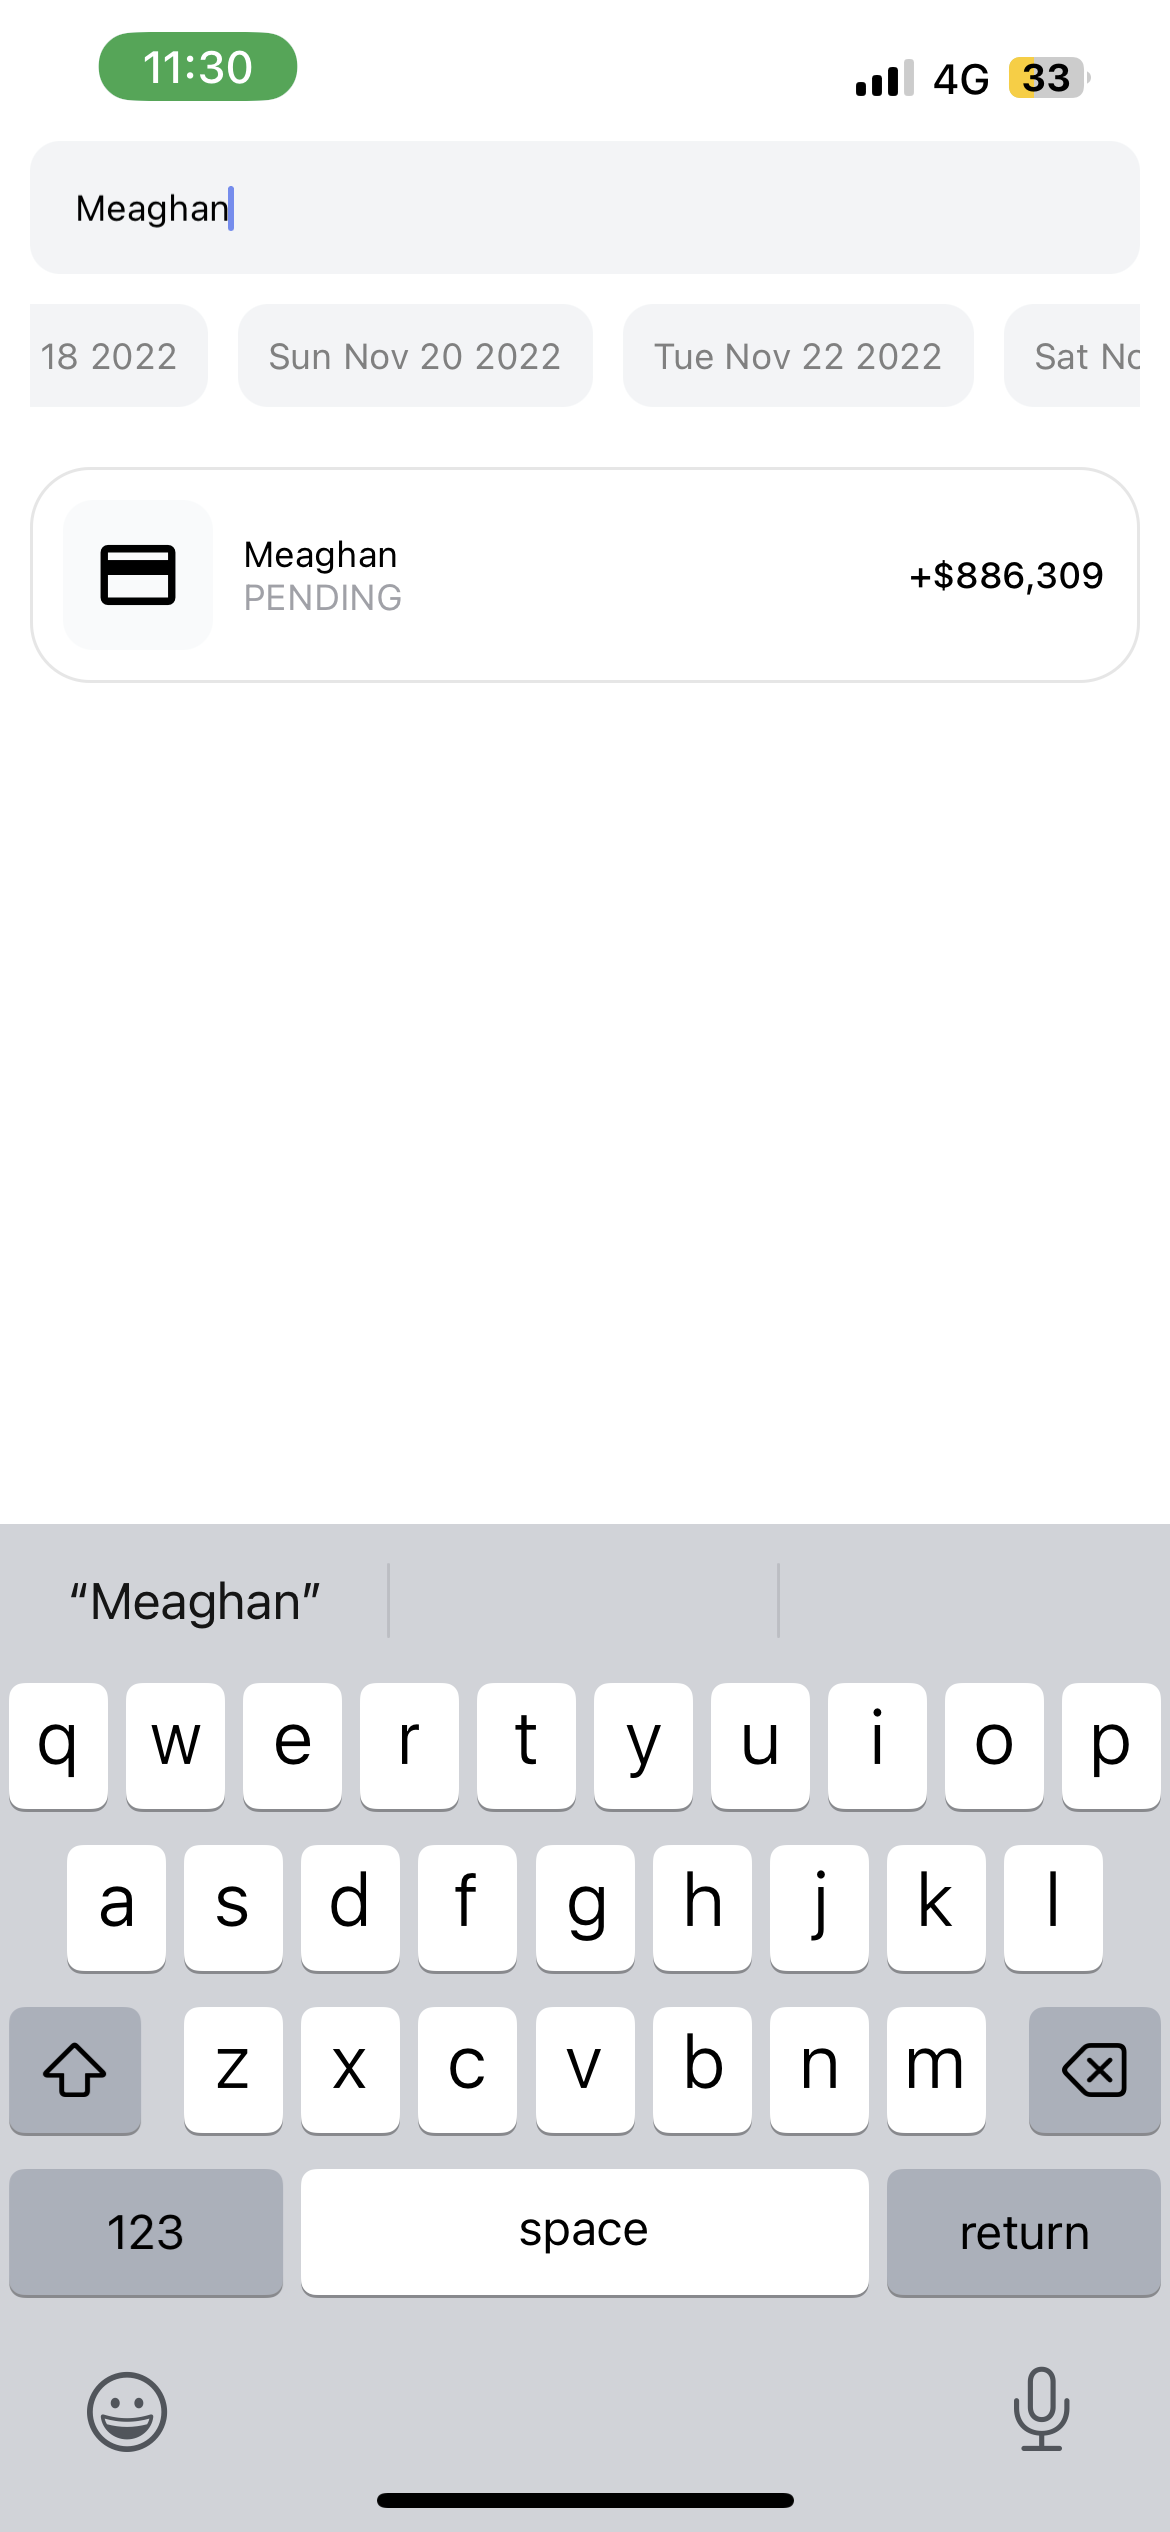 11:30
4G 33
Meaghan
18 2022 Sun Nov 20 2022 Tue Nov 22 2022 Sat No
Meaghan
PENDING
+$886,309
“Meaghan”
q w e r t y u i o p
a s d f g h j k l
z x c v b n m
123 space return